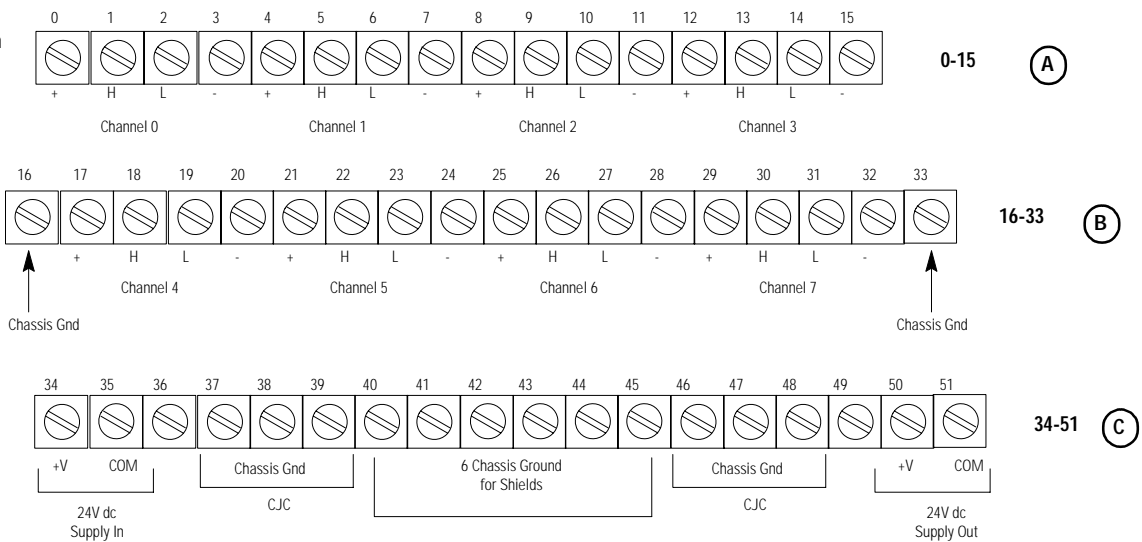 0 1 2 3 4 5 6 7 8 9 10 11 12 13 14 15
0-15 A
+ H L - + H L - + H L - + H L -
Channel 0 Channel 1 Channel 2 Channel 3
16 17 18 19 20 21 22 23 24 25 26 27 28 29 30 31 32 33
16-33 B
+ H L - + H L - + H L - + H L -
Channel 4 Channel 5 Channel 6 Channel 7
Chassis Gnd Chassis Gnd
34 35 36 37 38 39 40 41 42 43 44 45 46 47 48 49 50 51
34-51 C
+V COM Chassis Gnd 6 Chassis Ground Chassis Gnd +V COM
for Shields
CJC CJC
24V dc 24V dc
Supply In Supply Out